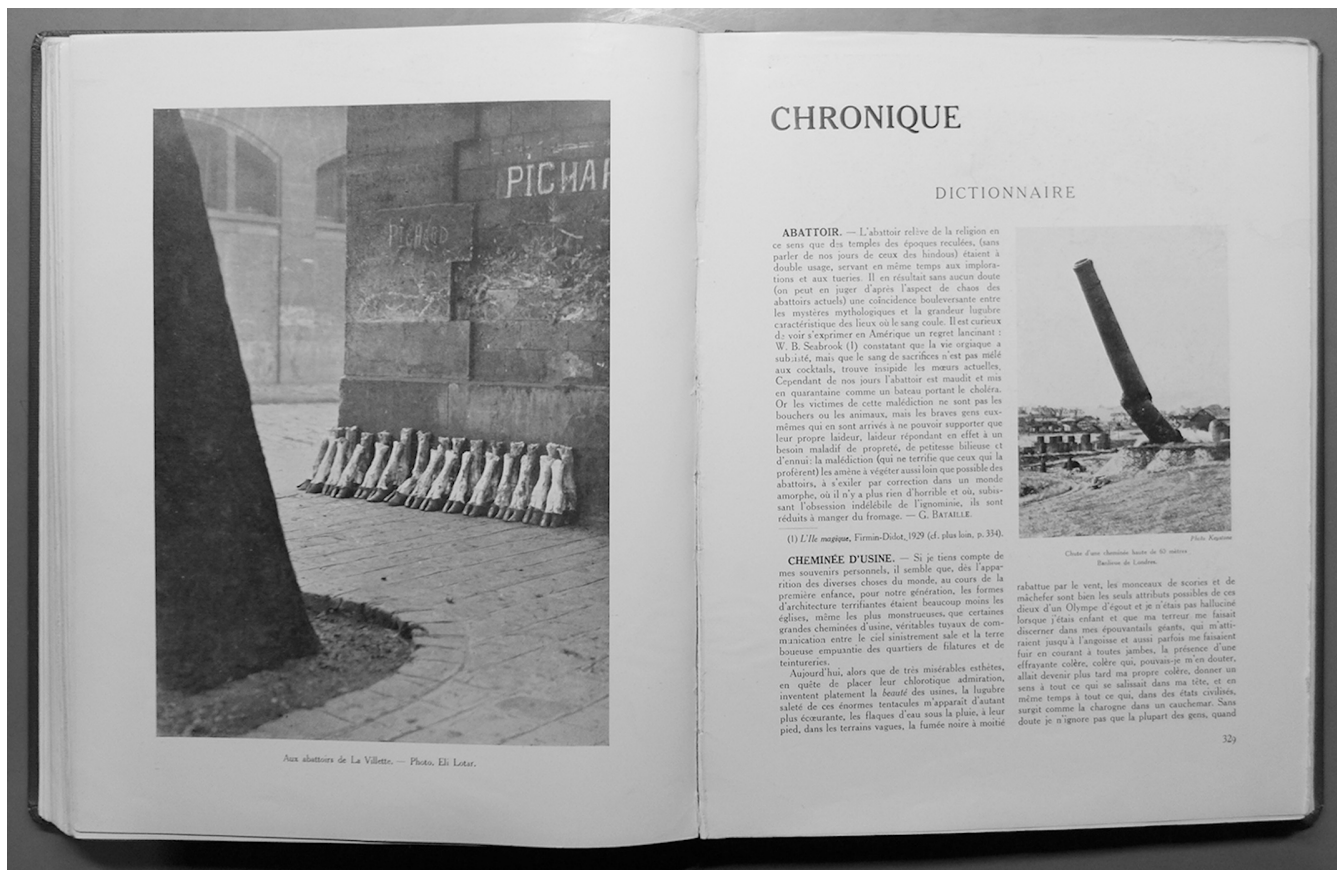 PICHAR
PICHARD
Aux abattoirs de La Villette. — Photo. Eli Lotar.
CHRONIQUE
DICTIONNAIRE
ABATTOIR. — L'abattoir relève de la religion en
ce sens que des temples des époques reculées, (sans
parler de nos jours de ceux des hindous) étaient à
double usage, servant en même temps aux implora-
tions et aux tueries. Il en résultait sans aucun doute
(on peut en juger d'après l'aspect de chaos des
abattoirs actuels) une coïncidence bouleversante entre
les mystères mythologiques et la grandeur lugubre
caractéristique des lieux où le sang coule. Il est curieux
de voir s'exprimer en Amérique un regret lancinant :
W. B. Seabrook (1) constatant que la vie orgiaque a
subsisté, mais que le sang de sacrifices n'est pas mêlé
aux cocktails, trouve insipide les mœurs actuelles.
Cependant de nos jours l'abattoir est maudit et mis
en quarantaine comme un bateau portant le choléra.
Or les victimes de cette malédiction ne sont pas les
bouchers ou les animaux, mais les braves gens eux-
mêmes qui en sont arrivés à ne pouvoir supporter que
leur propre laideur, laideur répondant en effet à un
besoin maladif de propreté, de petitesse bilieuse et
d'ennui : la malédiction (qui ne terrifie que ceux qui la
profèrent) les amène à végéter aussi loin que possible des
abattoirs, à s'exiler par correction dans un monde
amorphe, où il n'y a plus rien d'horrible et où, subis-
sant l'obsession indélébile de l'ignominie, ils sont
réduits à manger du fromage. — G. BATAILLE.
(1) L'Ile magique, Firmin-Didot, 1929 (cf. plus loin, p. 334).
CHEMINÉE D'USINE. — Si je tiens compte de
mes souvenirs personnels, il semble que, dès l'appa-
rition des diverses choses du monde, au cours de la
première enfance, pour notre génération, les formes
d'architecture terrifiantes étaient beaucoup moins les
églises, même les plus monstrueuses, que certaines
grandes cheminées d'usine, véritables tuyaux de com-
munication entre le ciel sinistrement sale et la terre
boueuse empuantie des quartiers de filatures et de
teintureries.
Aujourd'hui, alors que de très misérables esthètes,
en quête de placer leur chlorotique admiration,
inventent platement la beauté des usines, la lugubre
saleté de ces énormes tentacules m'apparaît d'autant
plus écœurante, les flaques d'eau sous la pluie, à leur
pied, dans les terrains vagues, la fumée noire à moitié
Photo Keystone
Chute d'une cheminée haute de 60 mètres.
Banlieue de Londres.
rabattue par le vent, les monceaux de scories et de
mâchefer sont bien les seuls attributs possibles de ces
dieux d'un Olympe d'égout et je n'étais pas halluciné
lorsque j'étais enfant et que ma terreur me faisait
discerner dans mes épouvantails géants, qui m'atti-
raient jusqu'à l'angoisse et aussi parfois me faisaient
fuir en courant à toutes jambes, la présence d'une
effrayante colère, colère qui, pouvais-je m'en douter,
allait devenir plus tard ma propre colère, donner un
sens à tout ce qui se salissait dans ma tête, et en
même temps à tout ce qui, dans des états civilisés,
surgit comme la charogne dans un cauchemar. Sans
doute je n'ignore pas que la plupart des gens, quand
329